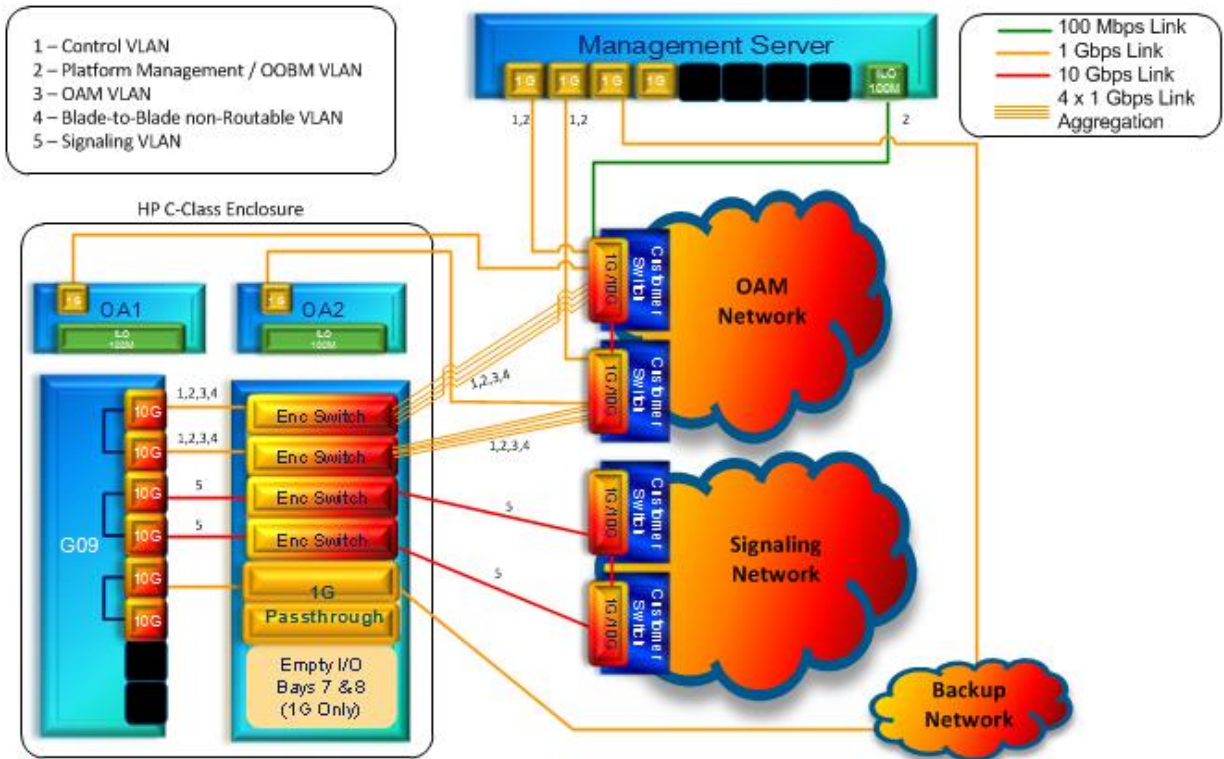 1 – Control VLAN
2 – Platform Management / OOBM VLAN
3 – OAM VLAN
4 – Blade-to-Blade non-Routable VLAN
5 – Signaling VLAN
Management Server
1G
1G
1G
1G
ILO
100M
100 Mbps Link
1 Gbps Link
10 Gbps Link
4 x 1 Gbps Link
Aggregation
1,2
1,2
2
HP C-Class Enclosure
1G
OA1
ILO
100M
1G
OA2
ILO
100M
1G/10G
Customer
Switch
1G/10G
Customer
Switch
OAM
Network
G09
10G
10G
10G
10G
10G
10G
1,2,3,4
1,2,3,4
5
5
Enc Switch
Enc Switch
Enc Switch
Enc Switch
1G
Passthrough
Empty I/O
Bays 7 & 8
(1G Only)
1,2,3,4
1,2,3,4
5
5
1G/10G
Customer
Switch
1G/10G
Customer
Switch
Signaling
Network
Backup
Network